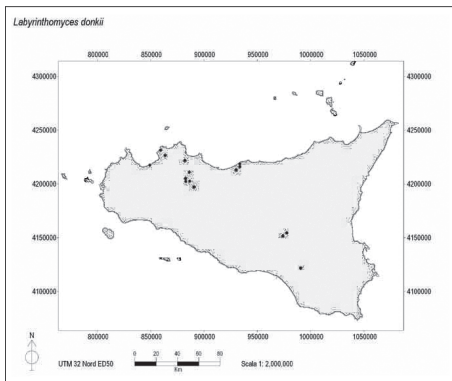 Labyrinthomyces donkii
800000 850000 900000 950000 1000000 1050000
4300000 4300000
4250000 4250000
4200000 4200000
4150000 4150000
4100000 4100000
800000 850000 900000 950000 1000000 1050000
N
UTM 32 Nord ED50
0 20 40 60 80
Km
Scale 1: 2,000,000